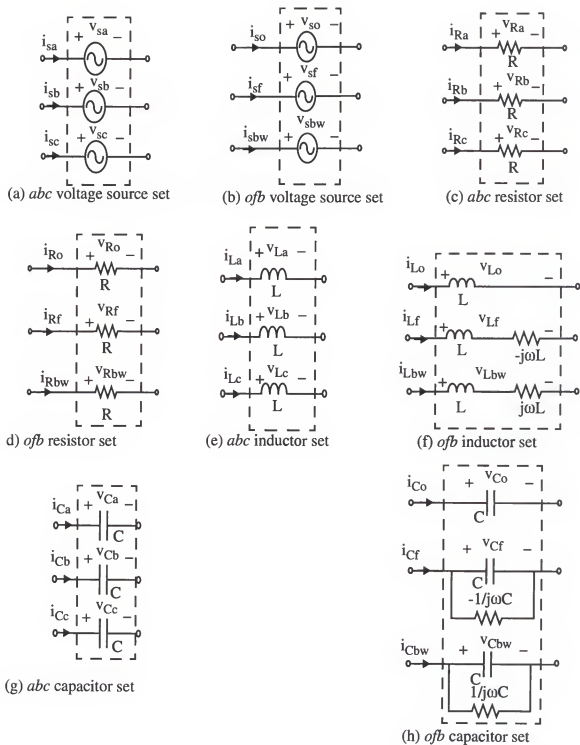 i_sa + v_sa −
i_sb + v_sb −
i_sc + v_sc −
(a) abc voltage source set
i_so + v_so −
i_sf + v_sf −
i_sbw + v_sbw −
(b) ofb voltage source set
i_Ra + v_Ra −
R
i_Rb + v_Rb −
R
i_Rc + v_Rc −
R
(c) abc resistor set
i_Ro + v_Ro −
R
i_Rf + v_Rf −
R
i_Rbw + v_Rbw −
R
d) ofb resistor set
i_La + v_La −
L
i_Lb + v_Lb −
L
i_Lc + v_Lc −
L
(e) abc inductor set
i_Lo + v_Lo −
L
i_Lf + v_Lf −
L -jωL
i_Lbw + v_Lbw −
L jωL
(f) ofb inductor set
i_Ca + v_Ca −
C
i_Cb + v_Cb −
C
i_Cc + v_Cc −
C
(g) abc capacitor set
i_Co + v_Co −
C
i_Cf + v_Cf −
C
-1/jωC
i_Cbw + v_Cbw −
C
1/jωC
(h) ofb capacitor set